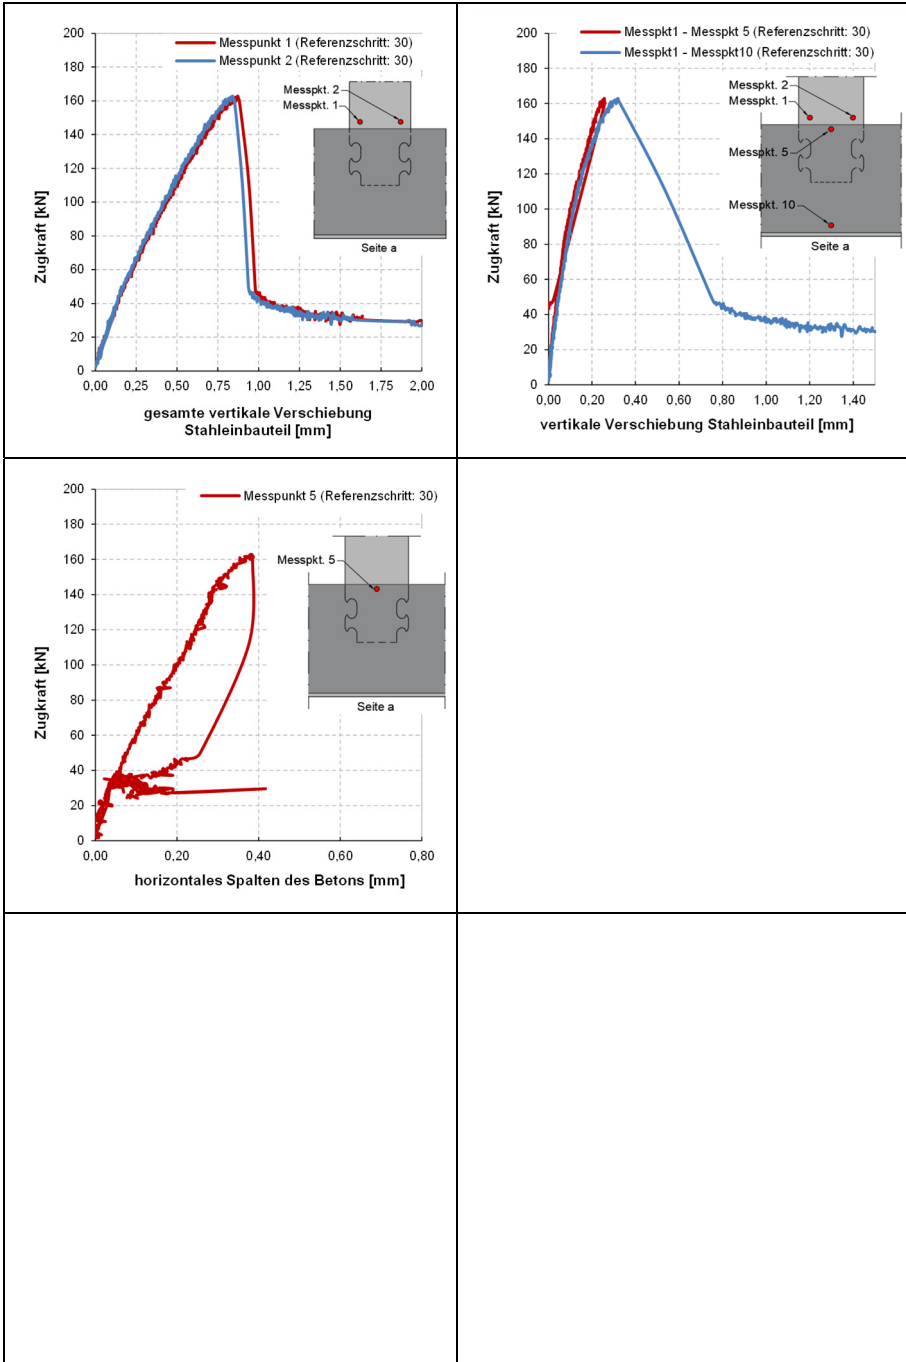 Messpunkt 1 (Referenzschritt: 30)
Messpunkt 2 (Referenzschritt: 30)
Zugkraft [kN]
200
180
160
140
120
100
80
60
40
20
0
0,00 0,25 0,50 0,75 1,00 1,25 1,50 1,75 2,00
gesamte vertikale Verschiebung
Stahleinbauteil [mm]
Messpkt. 2
Messpkt. 1
Seite a
Messpkt1 - Messpkt 5 (Referenzschritt: 30)
Messpkt1 - Messpkt10 (Referenzschritt: 30)
Zugkraft [kN]
200
180
160
140
120
100
80
60
40
20
0
0,00 0,20 0,40 0,60 0,80 1,00 1,20 1,40
vertikale Verschiebung Stahleinbauteil [mm]
Messpkt. 2
Messpkt. 1
Messpkt. 5
Messpkt. 10
Seite a
Messpunkt 5 (Referenzschritt: 30)
Zugkraft [kN]
200
180
160
140
120
100
80
60
40
20
0
0,00 0,20 0,40 0,60 0,80
horizontales Spalten des Betons [mm]
Messpkt. 5
Seite a